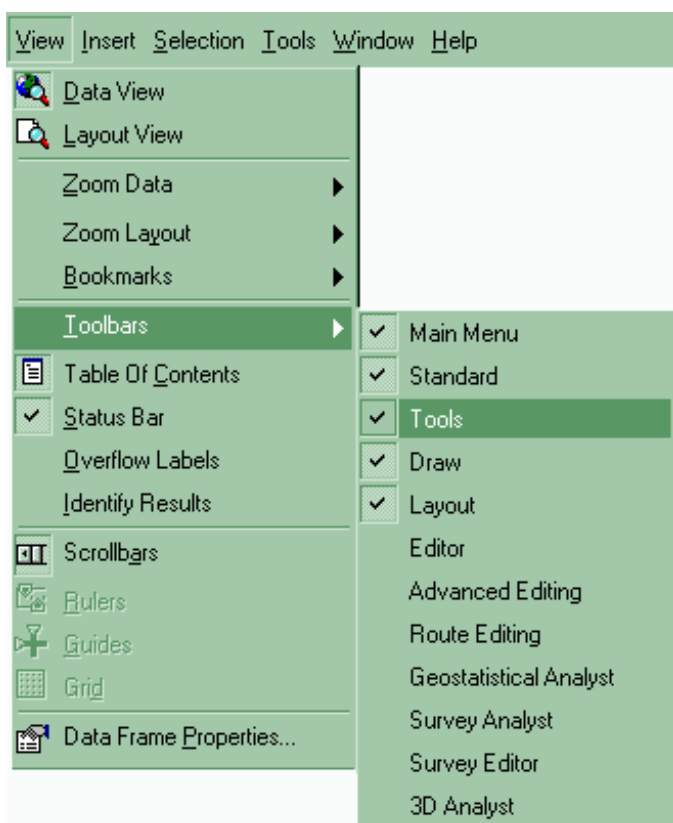 View Insert Selection Tools Window Help
Data View
Layout View
Zoom Data
Zoom Layout
Bookmarks
Toolbars
Table Of Contents
Status Bar
Overflow Labels
Identify Results
Scrollbars
Rulers
Guides
Grid
Data Frame Properties...
Main Menu
Standard
Tools
Draw
Layout
Editor
Advanced Editing
Route Editing
Geostatistical Analyst
Survey Analyst
Survey Editor
3D Analyst